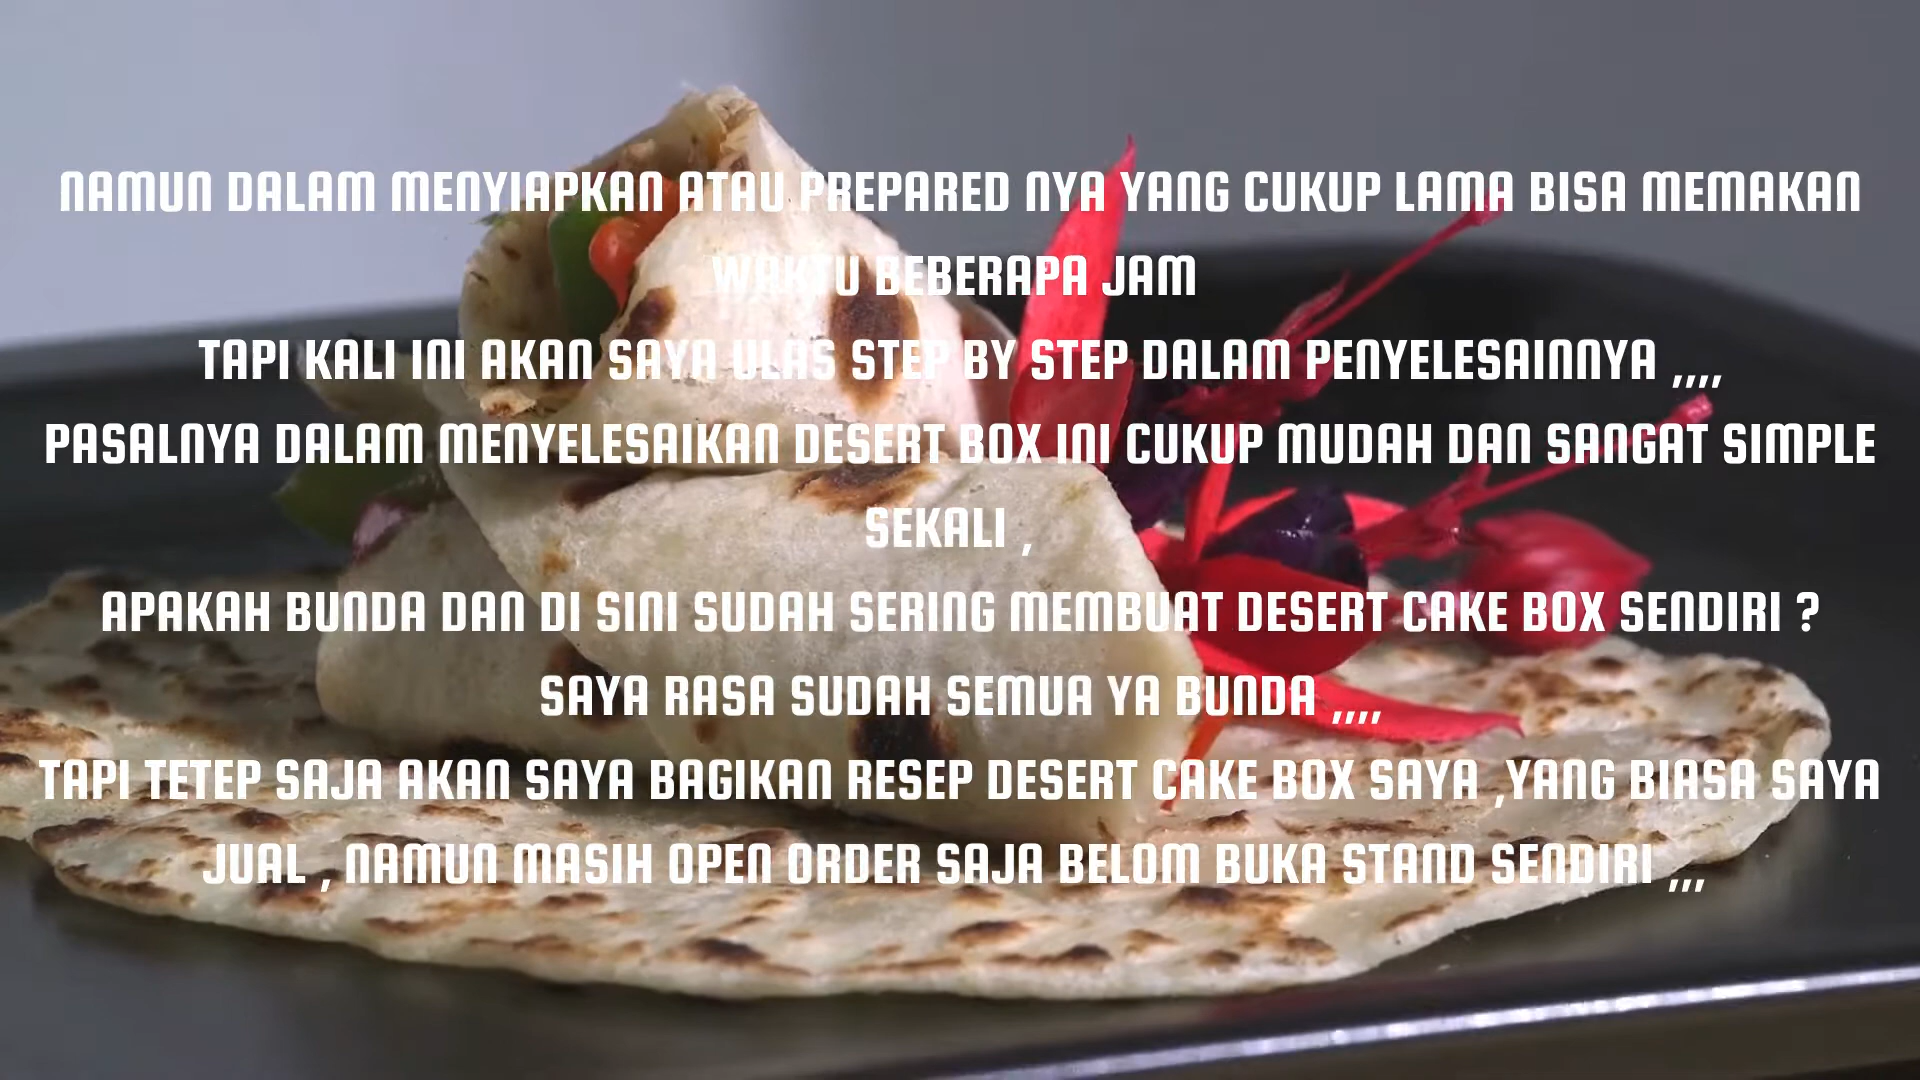 NAMUN DALAM MENYIAPKAN ATAU PREPARED NYA YANG CUKUP LAMA BISA MEMAKAN
WAKTU BEBERAPA JAM
TAPI KALI INI AKAN SAYA ULAS STEP BY STEP DALAM PENYELESAINNYA ,,,,
PASALNYA DALAM MENYELESAIKAN DESERT BOX INI CUKUP MUDAH DAN SANGAT SIMPLE
SEKALI ,
APAKAH BUNDA DAN DI SINI SUDAH SERING MEMBUAT DESERT CAKE BOX SENDIRI ?
SAYA RASA SUDAH SEMUA YA BUNDA ,,,,
TAPI TETEP SAJA AKAN SAYA BAGIKAN RESEP DESERT CAKE BOX SAYA ,YANG BIASA SAYA
JUAL , NAMUN MASIH OPEN ORDER SAJA BELOM BUKA STAND SENDIRI ,,,